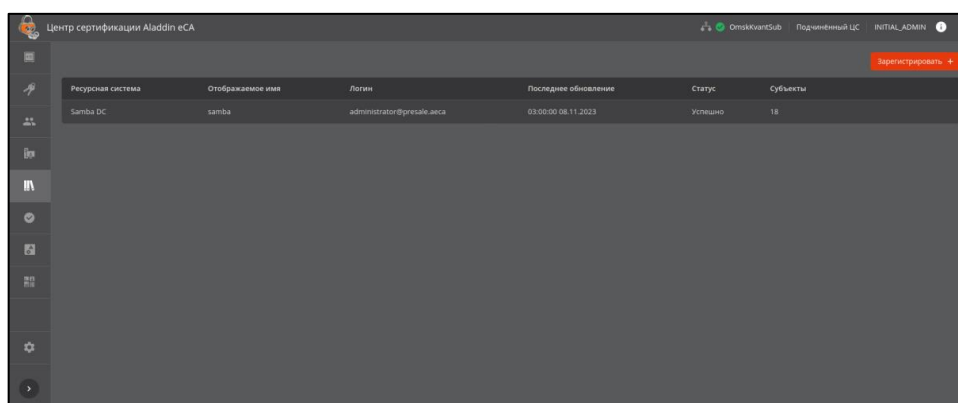 Центр сертификации Aladdin eCA
OmskKvantSub Подчинённый ЦС INITIAL_ADMIN
Зарегистрировать +
Ресурсная система Отображаемое имя Логин Последнее обновление Статус Субъекты
Samba DC samba administrator@presale.aeca 03:00:00 08.11.2023 Успешно 18